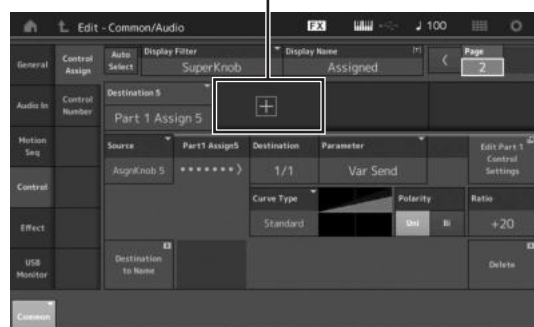 Edit - Common/Audio FX 100
General Control Assign Auto Select Display Filter SuperKnob Display Name Assigned Page 2
Audio In Control Number Destination 5 Part 1 Assign 5
Motion Seq Source AsgnKnob 5 Part1 Assign5 Destination 1/1 Parameter Var Send Edit Part 1 Control Settings
Control Curve Type Standard Polarity Uni Bi Ratio +20
Effect
USB Monitor Destination to Name Delete
Common